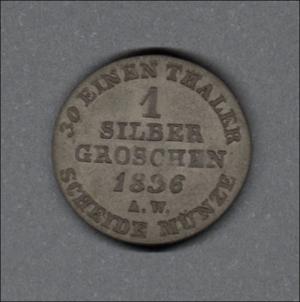 30 EINEN THALER
1
SILBER
GROSCHEN
1836
A.W.
SCHEIDE MÜNZE